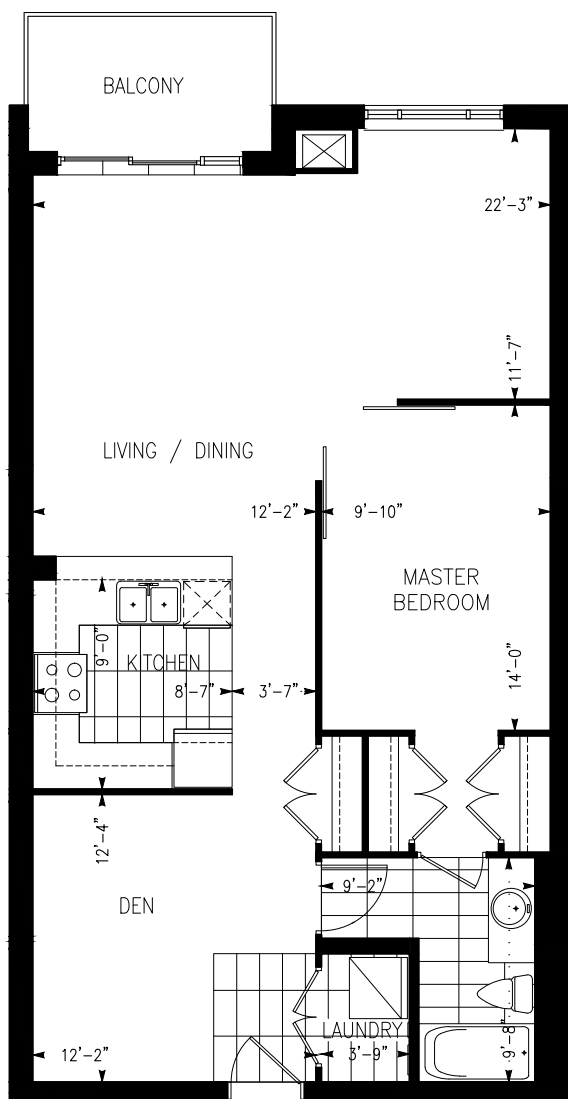 BALCONY
22'-3"
11'-7"
LIVING / DINING
12'-2"
9'-10"
MASTER
BEDROOM
9'-0"
KITCHEN
8'-7"
3'-7"
14'-0"
12'-4"
9'-2"
DEN
LAUNDRY
12'-2"
3'-9"
9'-8"